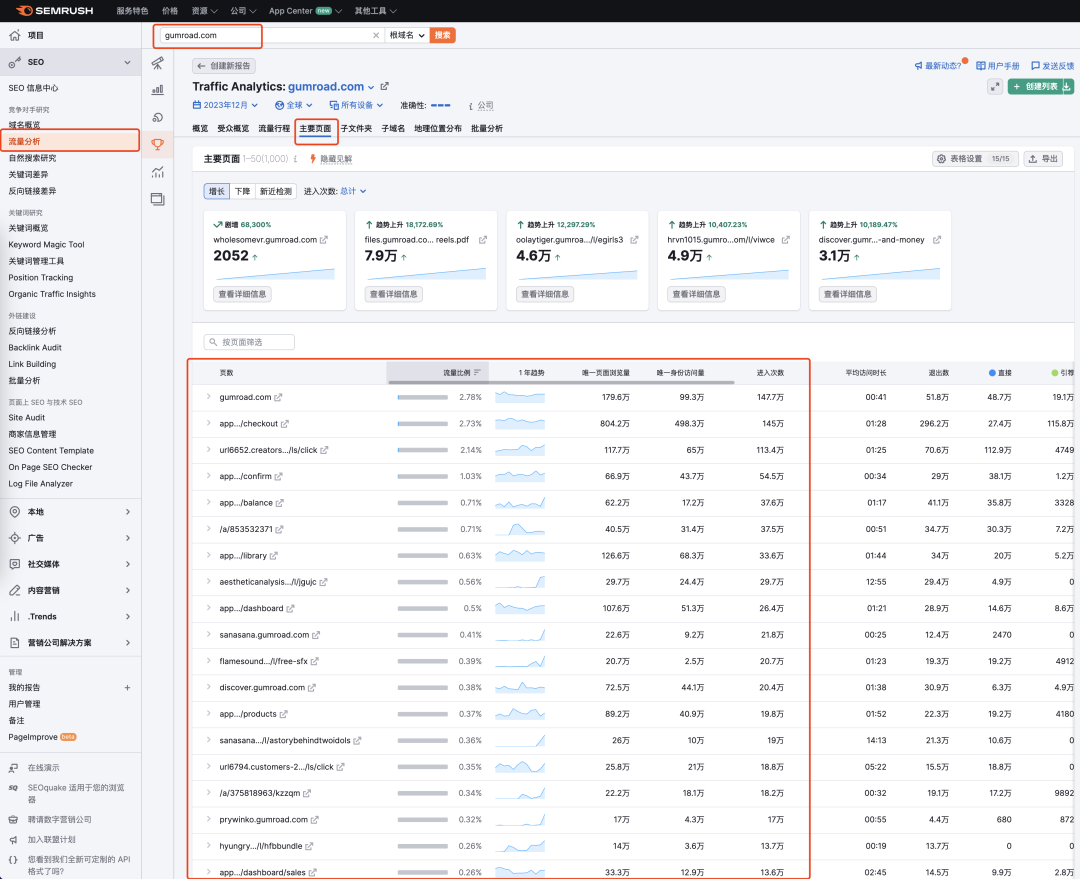 SEMRUSH 服务特色 价格 资源 公司 App Center new 其他工具
项目
gumroad.com 根域名 搜索
SEO
SEO 信息中心
竞争对手研究
域名概览
流量分析
自然搜索研究
关键词差异
反向链接差异
关键词研究
关键词概览
Keyword Magic Tool
关键词管理工具
Position Tracking
Organic Traffic Insights
外链建设
反向链接分析
Backlink Audit
Link Building
批量分析
页面上 SEO 与技术 SEO
Site Audit
商家信息管理
SEO Content Template
On Page SEO Checker
Log File Analyzer
本地
广告
社交媒体
内容营销
.Trends
营销公司解决方案
管理
我的报告
用户管理
备注
PageImprove beta
在线演示
SEOquake 适用于您的浏览
器
聘请数字营销公司
加入联盟计划
您看到我们全新可定制的 API
格式了吗?
创建新报告 最新动态? 用户手册 发送反馈
Traffic Analytics: gumroad.com 创建列表
2023年12月 全球 所有设备 准确性: 公司
概览 受众概览 流量行程 主要页面 子文件夹 子域名 地理位置分布 批量分析
主要页面 1–50(1,000) 隐藏见解 表格设置 15/15 导出
增长 下降 新近检测 进入次数: 总计
剧增 68,300% 趋势上升 18,172.69% 趋势上升 12,297.29% 趋势上升 10,407.23% 趋势上升 10,189.47%
wholesomevr.gumroad.com files.gumroad.co... reels.pdf oolaytiger.gumroa.../l/egirls3 hrvn1015.gumro...om/l/viwce discover.gumr...-and-money
2052 7.9万 4.6万 4.9万 3.1万
查看详细信息 查看详细信息 查看详细信息 查看详细信息 查看详细信息
按页面筛选
页数 流量比例 1 年趋势 唯一页面浏览量 唯一身份访问量 进入次数 平均访问时长 退出数 直接 引荐
gumroad.com 2.78% 179.6万 99.3万 147.7万 00:41 51.8万 48.7万 19.1万
app.../checkout 2.73% 804.2万 498.3万 145万 01:28 296.2万 27.4万 115.8万
url6652.creators.../ls/click 2.14% 117.7万 65万 113.4万 01:25 70.6万 112.9万 4749
app.../confirm 1.03% 66.9万 43.7万 54.5万 00:34 29万 38.1万 1.2万
app.../balance 0.71% 62.2万 17.2万 37.6万 01:17 41.1万 35.8万 3328
/a/853532371 0.71% 40.5万 31.4万 37.5万 00:51 34.7万 30.3万 7.2万
app.../library 0.63% 126.6万 68.3万 33.6万 01:44 34万 20万 5.2万
aestheticanalysis.../l/jgujc 0.56% 29.7万 24.4万 29.7万 12:55 29.4万 4.9万 0
app.../dashboard 0.5% 107.6万 51.3万 26.4万 01:21 28.9万 14.6万 8.6万
sanasana.gumroad.com 0.41% 22.6万 9.2万 21.8万 00:25 12.4万 2470 0
flamesound.../l/free-sfx 0.39% 20.7万 2.5万 20.7万 01:23 19.3万 19.2万 4912
discover.gumroad.com 0.38% 72.5万 44.1万 20.4万 01:38 30.9万 6.3万 4.9万
app.../products 0.37% 89.2万 40.9万 19.8万 01:52 22.3万 19.2万 4180
sanasana.../l/astorybehindtwoidols 0.36% 26万 10万 19万 14:13 21.3万 10.6万 0
url6794.customers-2.../ls/click 0.35% 25.8万 21万 18.8万 05:22 15.5万 18.8万 0
/a/375818963/kzzqm 0.34% 22.2万 18.1万 18.2万 00:32 19.1万 17.2万 9892
prywinko.gumroad.com 0.32% 17万 4.3万 17万 00:55 4.4万 680 872
hyungry.../l/hfbbundle 0.26% 14万 3.6万 13.7万 00:19 13.7万 0 0
app.../dashboard/sales 0.26% 33.3万 12.9万 13.6万 02:45 14.5万 9.9万 2.8万